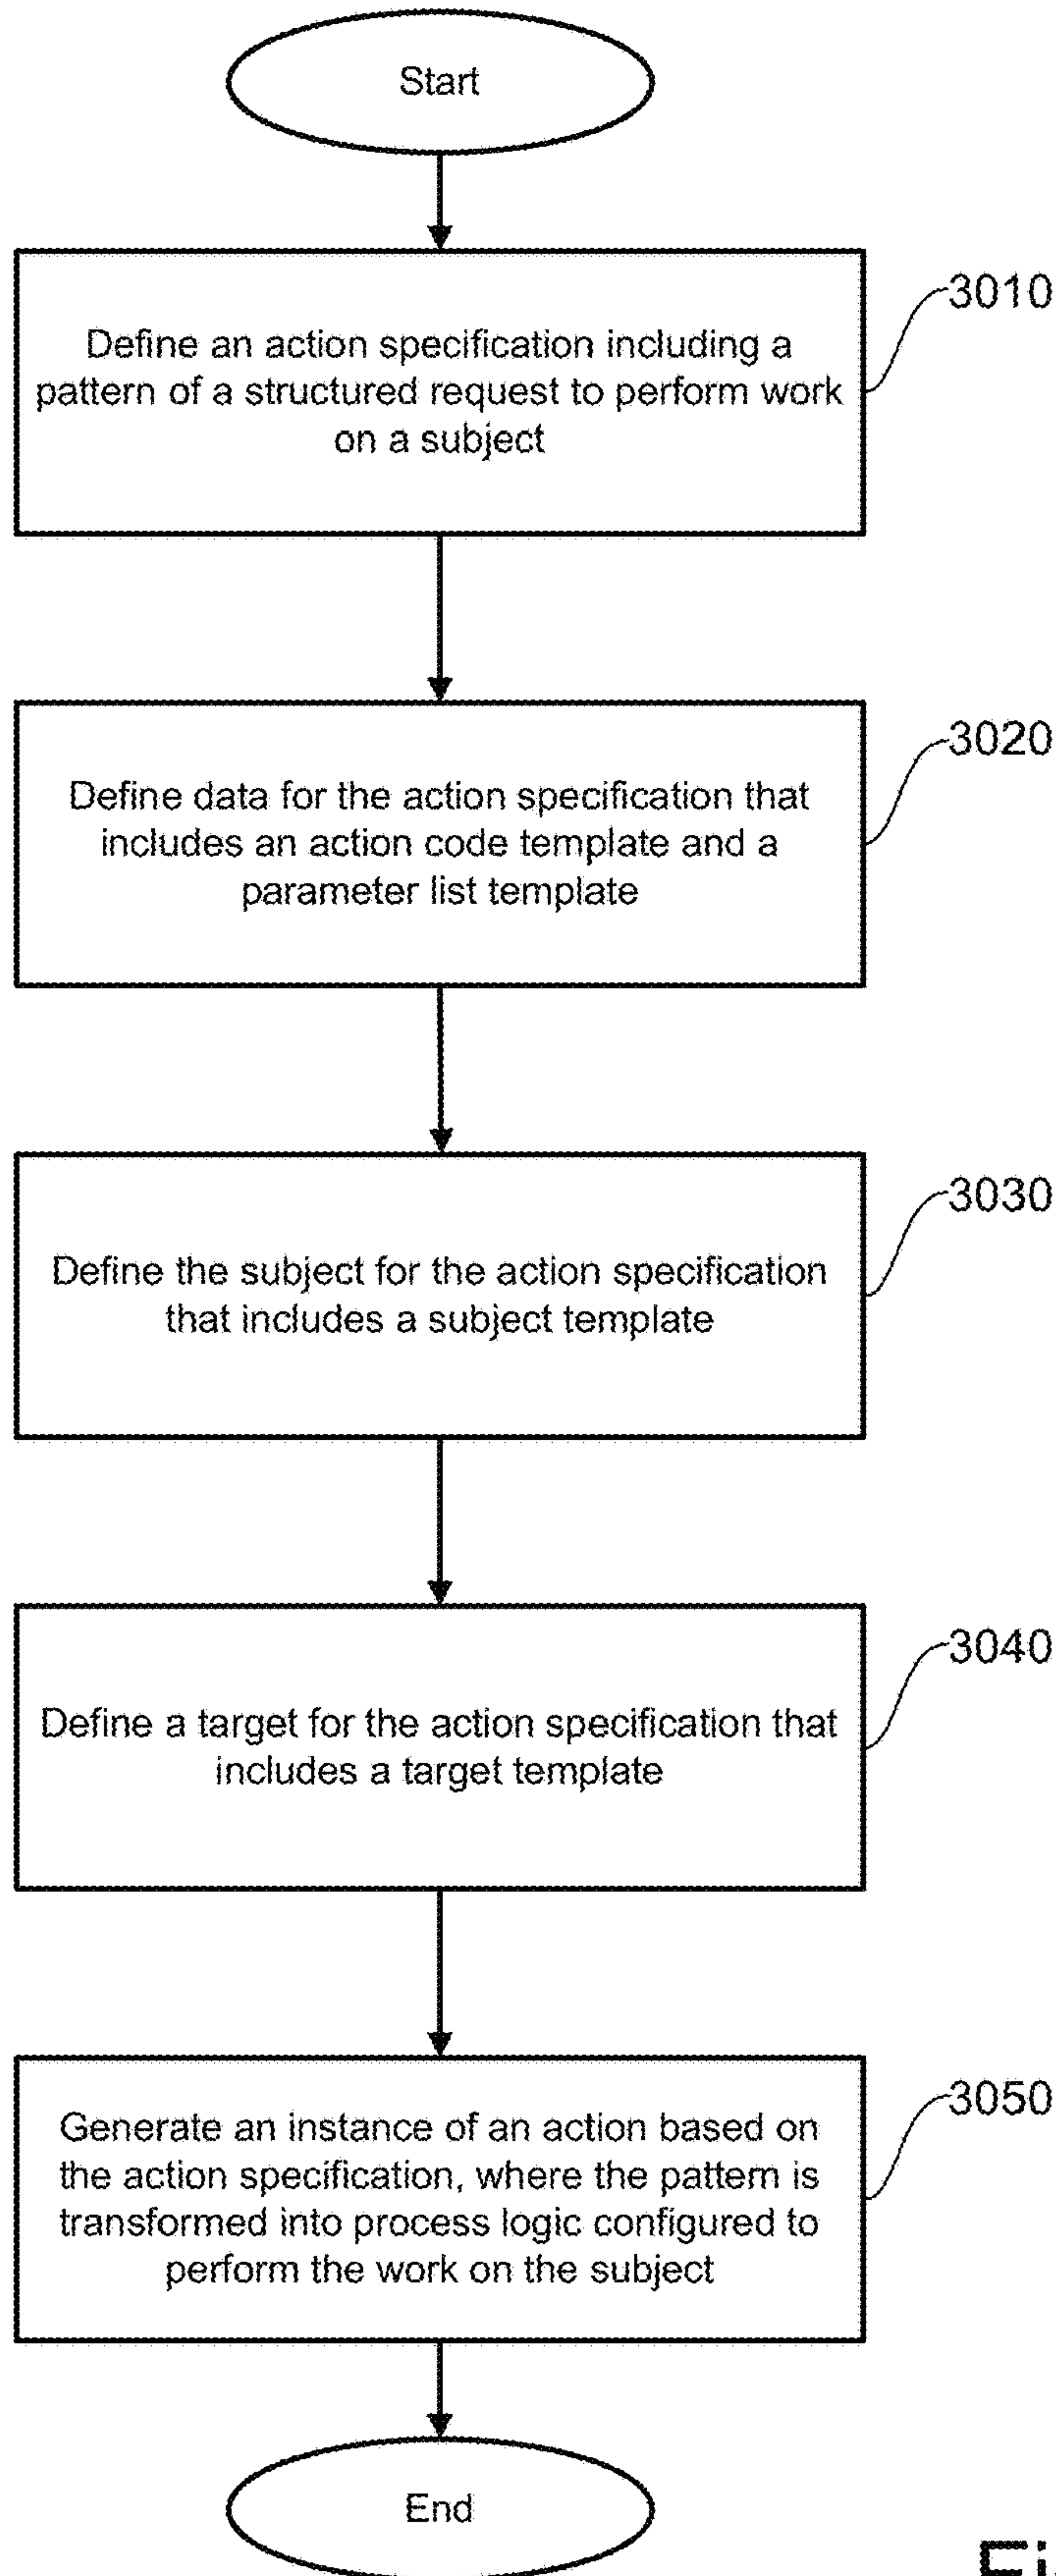 Start
Define an action specification including a
pattern of a structured request to perform work
on a subject
3010
Define data for the action specification that
includes an action code template and a
parameter list template
3020
Define the subject for the action specification
that includes a subject template
3030
Define a target for the action specification that
includes a target template
3040
Generate an instance of an action based on
the action specification, where the pattern is
transformed into process logic configured to
perform the work on the subject
3050
End